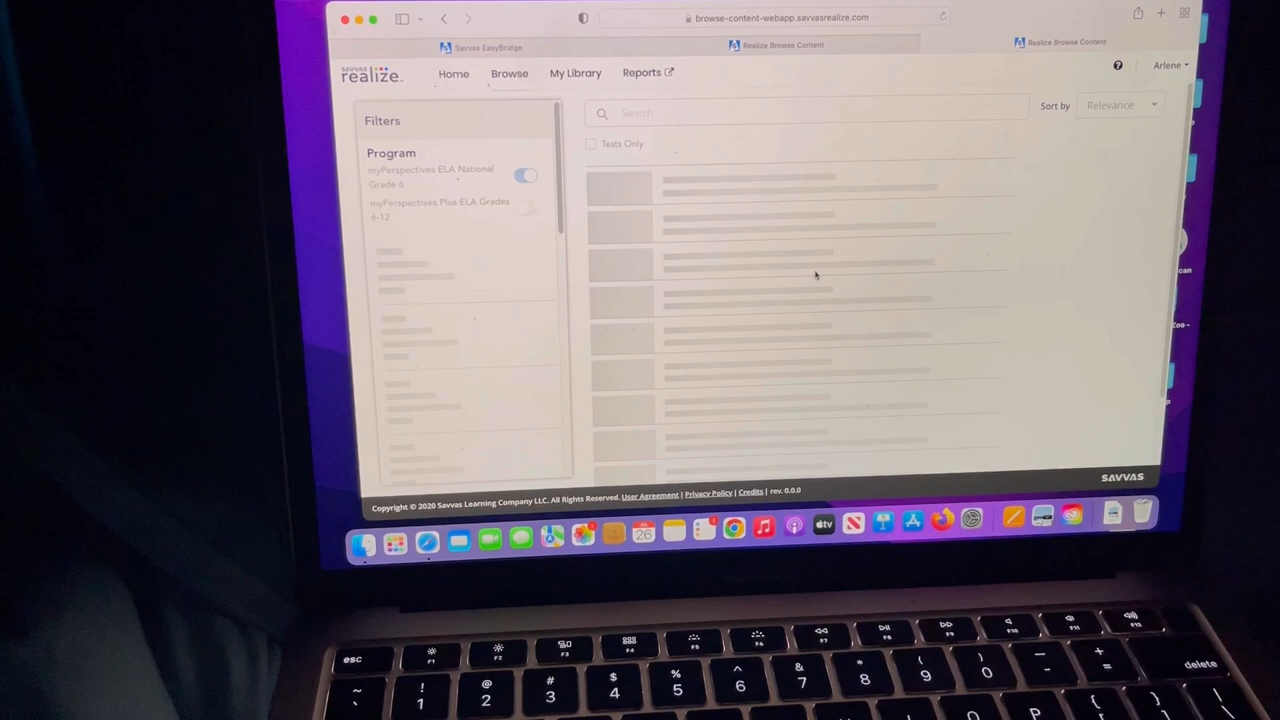 browse-content-webapp.savvasrealize.com
Savvas EasyBridge
Realize Browse Content
Realize Browse Content
SAVVAS
realize.
Home
Browse
My Library
Reports
?
Arlene
Filters
Search
Sort by
Relevance
Tests Only
Program
myPerspectives ELA National
Grade 6
myPerspectives Plus ELA Grades
6-12
Copyright © 2020 Savvas Learning Company LLC. All Rights Reserved. User Agreement | Privacy Policy | Credits | rev. 0.0.0
SAVVAS
can
Zoo -
26
tv
esc
F1
F2
F3
F4
F5
F6
F7
F8
F9
F10
F11
F12
~ `
! 1
@ 2
# 3
$ 4
% 5
^ 6
& 7
* 8
( 9
) 0
— -
+ =
delete
O
P
{ [
} ]
| \